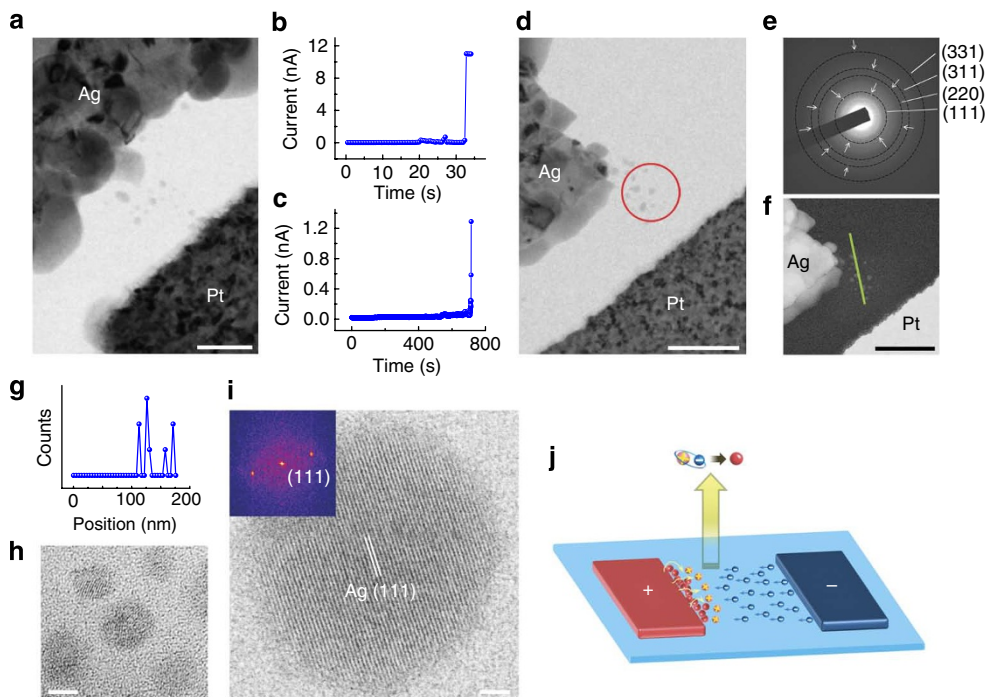 a
Ag
Pt
b
12
8
4
0
Current (nA)
0 10 20 30
Time (s)
c
1.2
0.8
0.4
0.0
Current (nA)
0 400 800
Time (s)
d
Ag
Pt
e
(331)
(311)
(220)
(111)
f
Ag
Pt
g
Counts
0 100 200
Position (nm)
h
i
(111)
Ag (111)
j
+
−